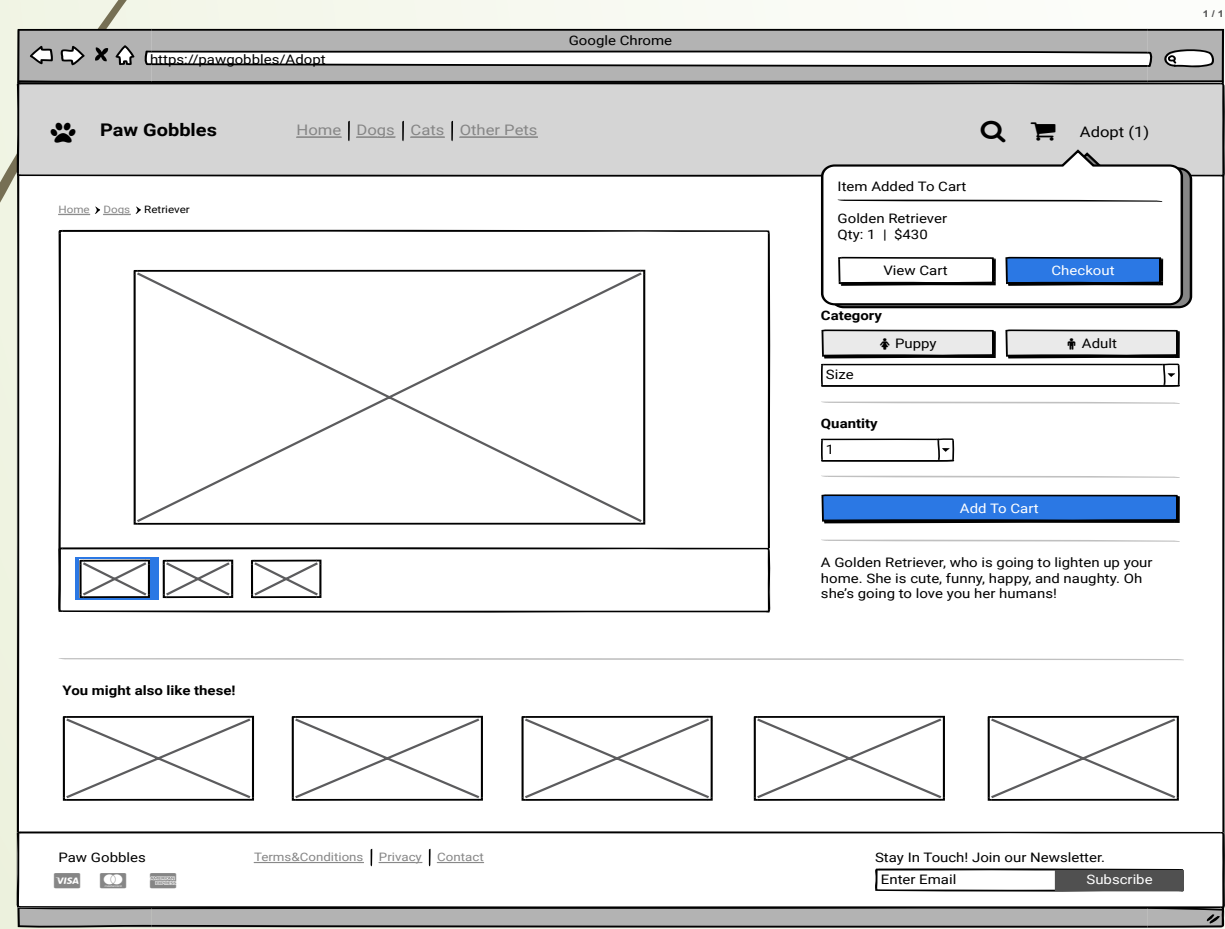 1 / 1
Google Chrome
https://pawgobbles/Adopt
Paw Gobbles
Home | Dogs | Cats | Other Pets
Adopt (1)
Item Added To Cart
Golden Retriever
Qty: 1 | $430
View Cart
Checkout
Home > Dogs > Retriever
Category
Puppy
Adult
Size
Quantity
1
Add To Cart
A Golden Retriever, who is going to lighten up your
home. She is cute, funny, happy, and naughty. Oh
she's going to love you her humans!
You might also like these!
Paw Gobbles
Terms&Conditions | Privacy | Contact
VISA
Stay In Touch! Join our Newsletter.
Enter Email
Subscribe